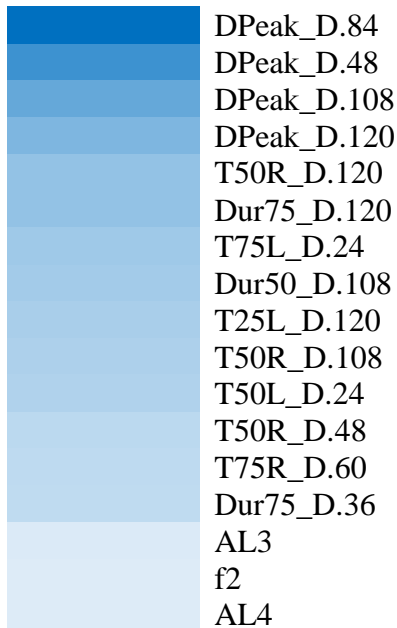 DPeak_D.84
DPeak_D.48
DPeak_D.108
DPeak_D.120
T50R_D.120
Dur75_D.120
T75L_D.24
Dur50_D.108
T25L_D.120
T50R_D.108
T50L_D.24
T50R_D.48
T75R_D.60
Dur75_D.36
AL3
f2
AL4